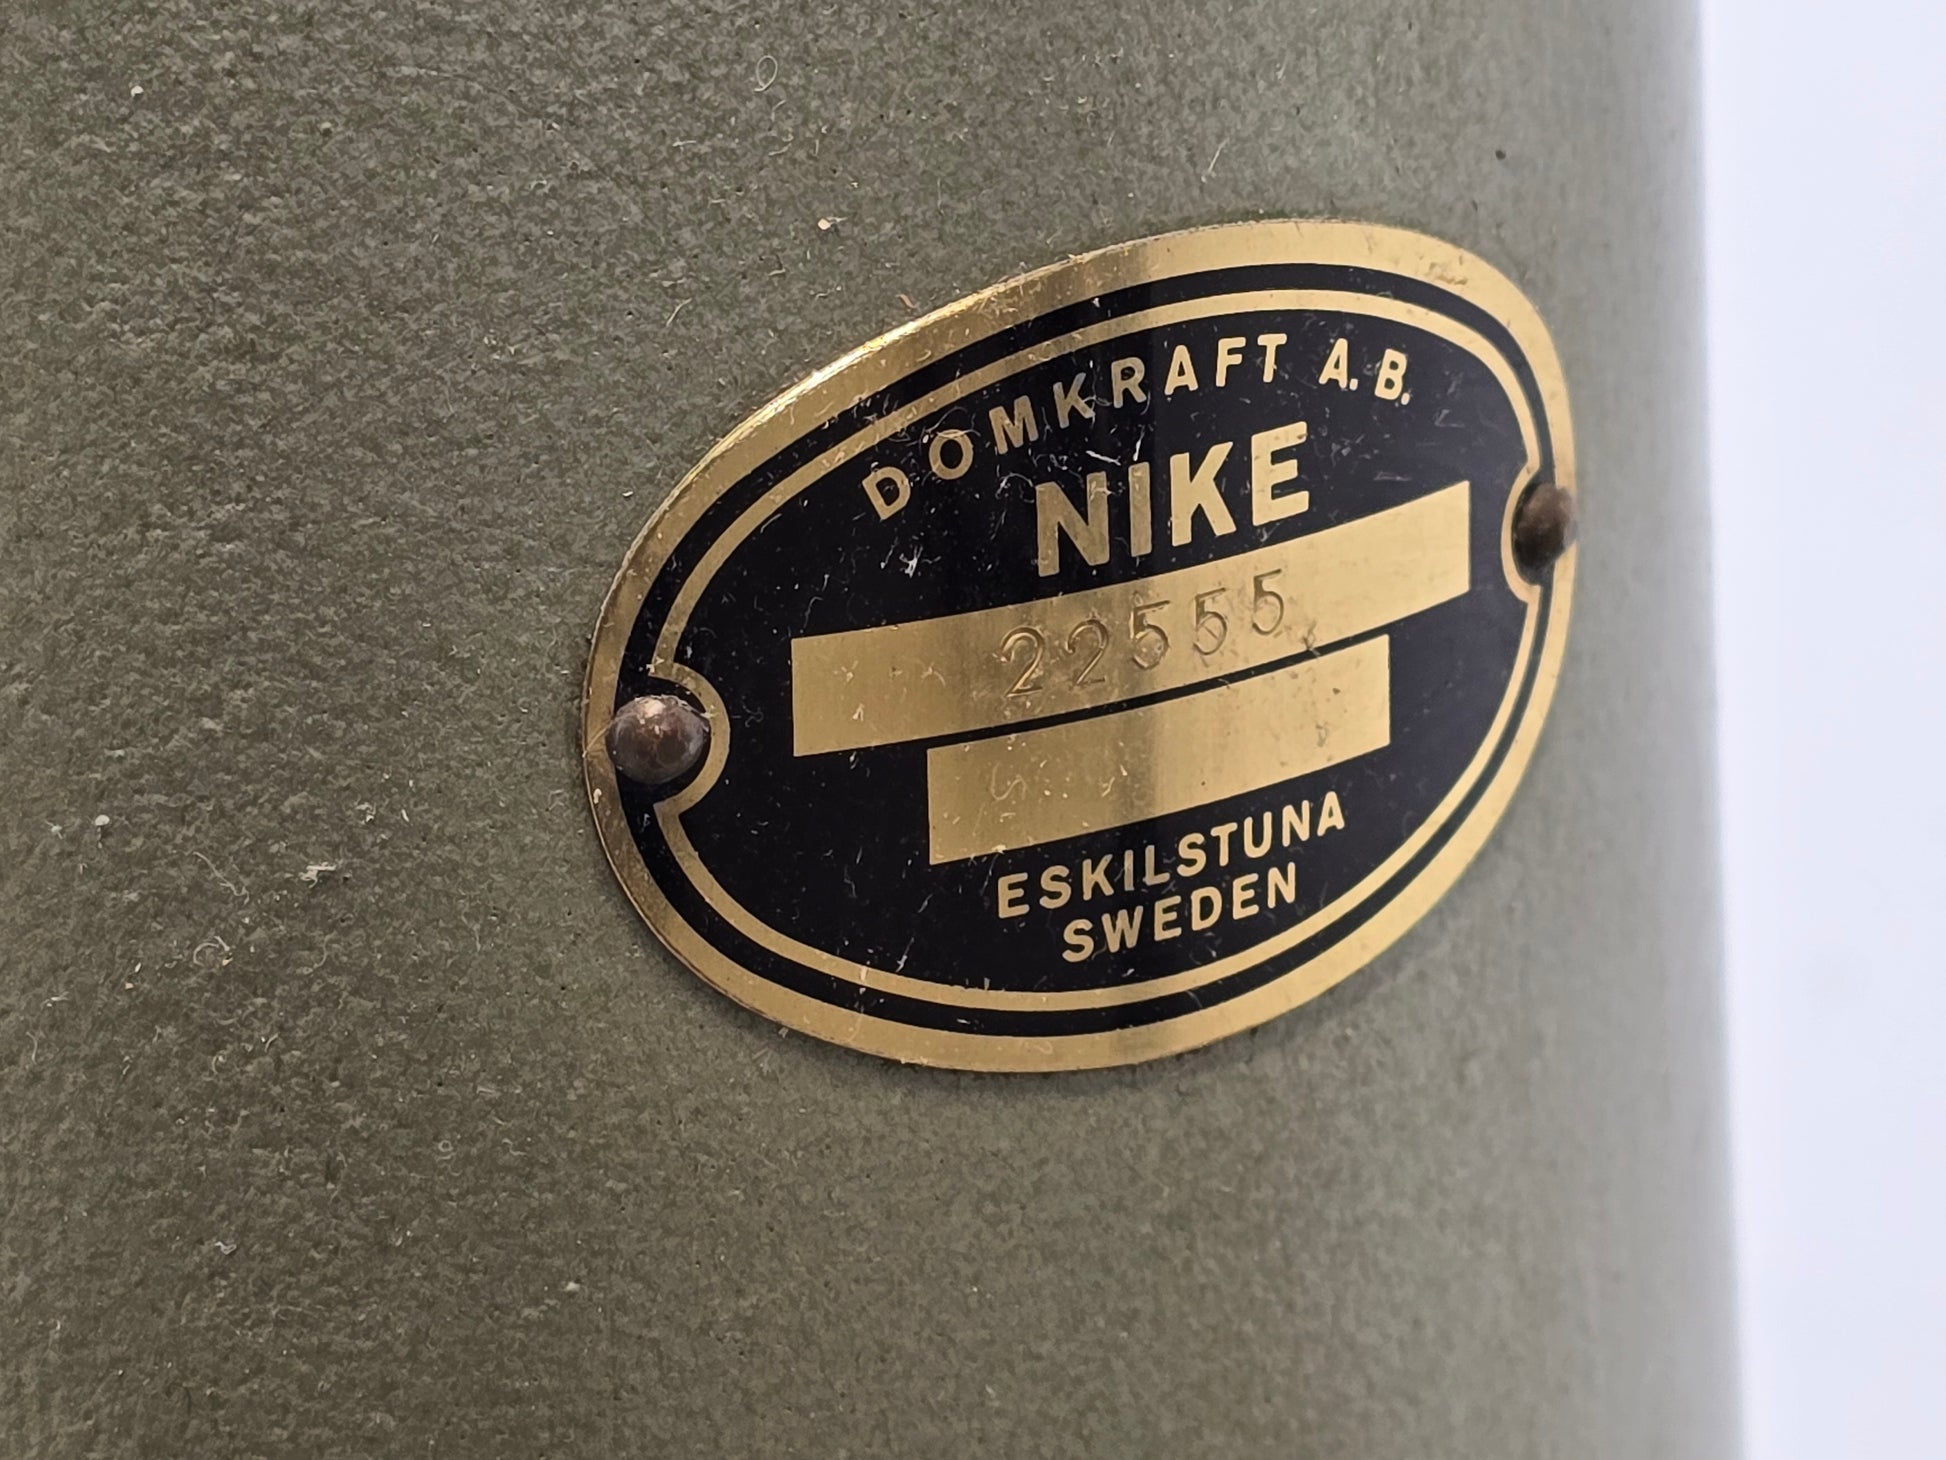 DOMKRAFT A.B.
NIKE
22555
ESKILSTUNA
SWEDEN